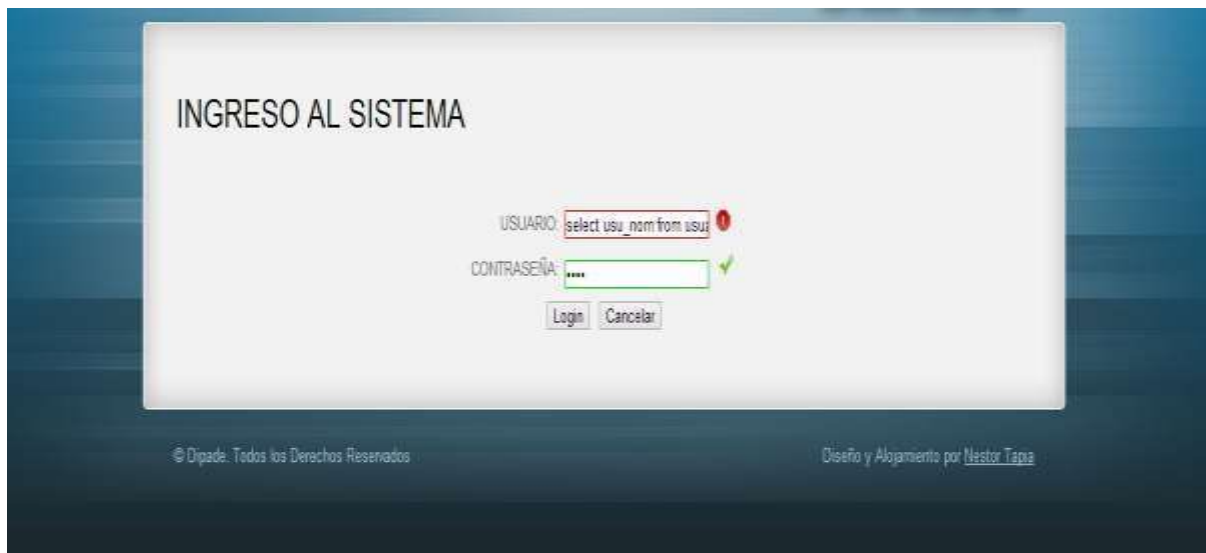 INGRESO AL SISTEMA
USUARIO: select usu_nom from usu
CONTRASEÑA: ••••
Login Cancelar
© Dipade. Todos los Derechos Reservados
Diseño y Alojamiento por Nestor Tapia